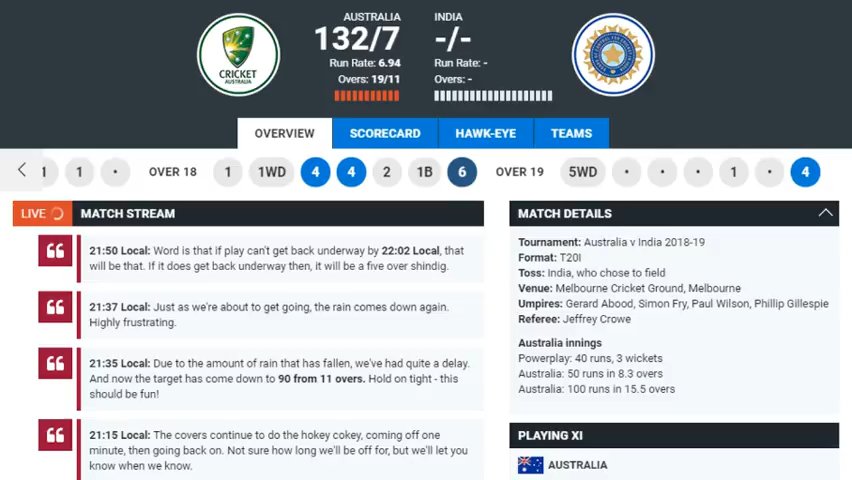 AUSTRALIA
132/7
Run Rate: 6.94
Overs: 19/11
INDIA
-/-
Run Rate: -
Overs: -
CRICKET
AUSTRALIA
OVERVIEW SCORECARD HAWK-EYE TEAMS
1 1 • OVER 18 1 1WD 4 4 2 1B 6 OVER 19 5WD • • • 1 • 4
LIVE MATCH STREAM
21:50 Local: Word is that if play can't get back underway by 22:02 Local, that
will be that. If it does get back underway then, it will be a five over shindig.
21:37 Local: Just as we're about to get going, the rain comes down again.
Highly frustrating.
21:35 Local: Due to the amount of rain that has fallen, we've had quite a delay.
And now the target has come down to 90 from 11 overs. Hold on tight - this
should be fun!
21:15 Local: The covers continue to do the hokey cokey, coming off one
minute, then going back on. Not sure how long we'll be off for, but we'll let you
know when we know.
MATCH DETAILS
Tournament: Australia v India 2018-19
Format: T20I
Toss: India, who chose to field
Venue: Melbourne Cricket Ground, Melbourne
Umpires: Gerard Abood, Simon Fry, Paul Wilson, Phillip Gillespie
Referee: Jeffrey Crowe
Australia innings
Powerplay: 40 runs, 3 wickets
Australia: 50 runs in 8.3 overs
Australia: 100 runs in 15.5 overs
PLAYING XI
AUSTRALIA